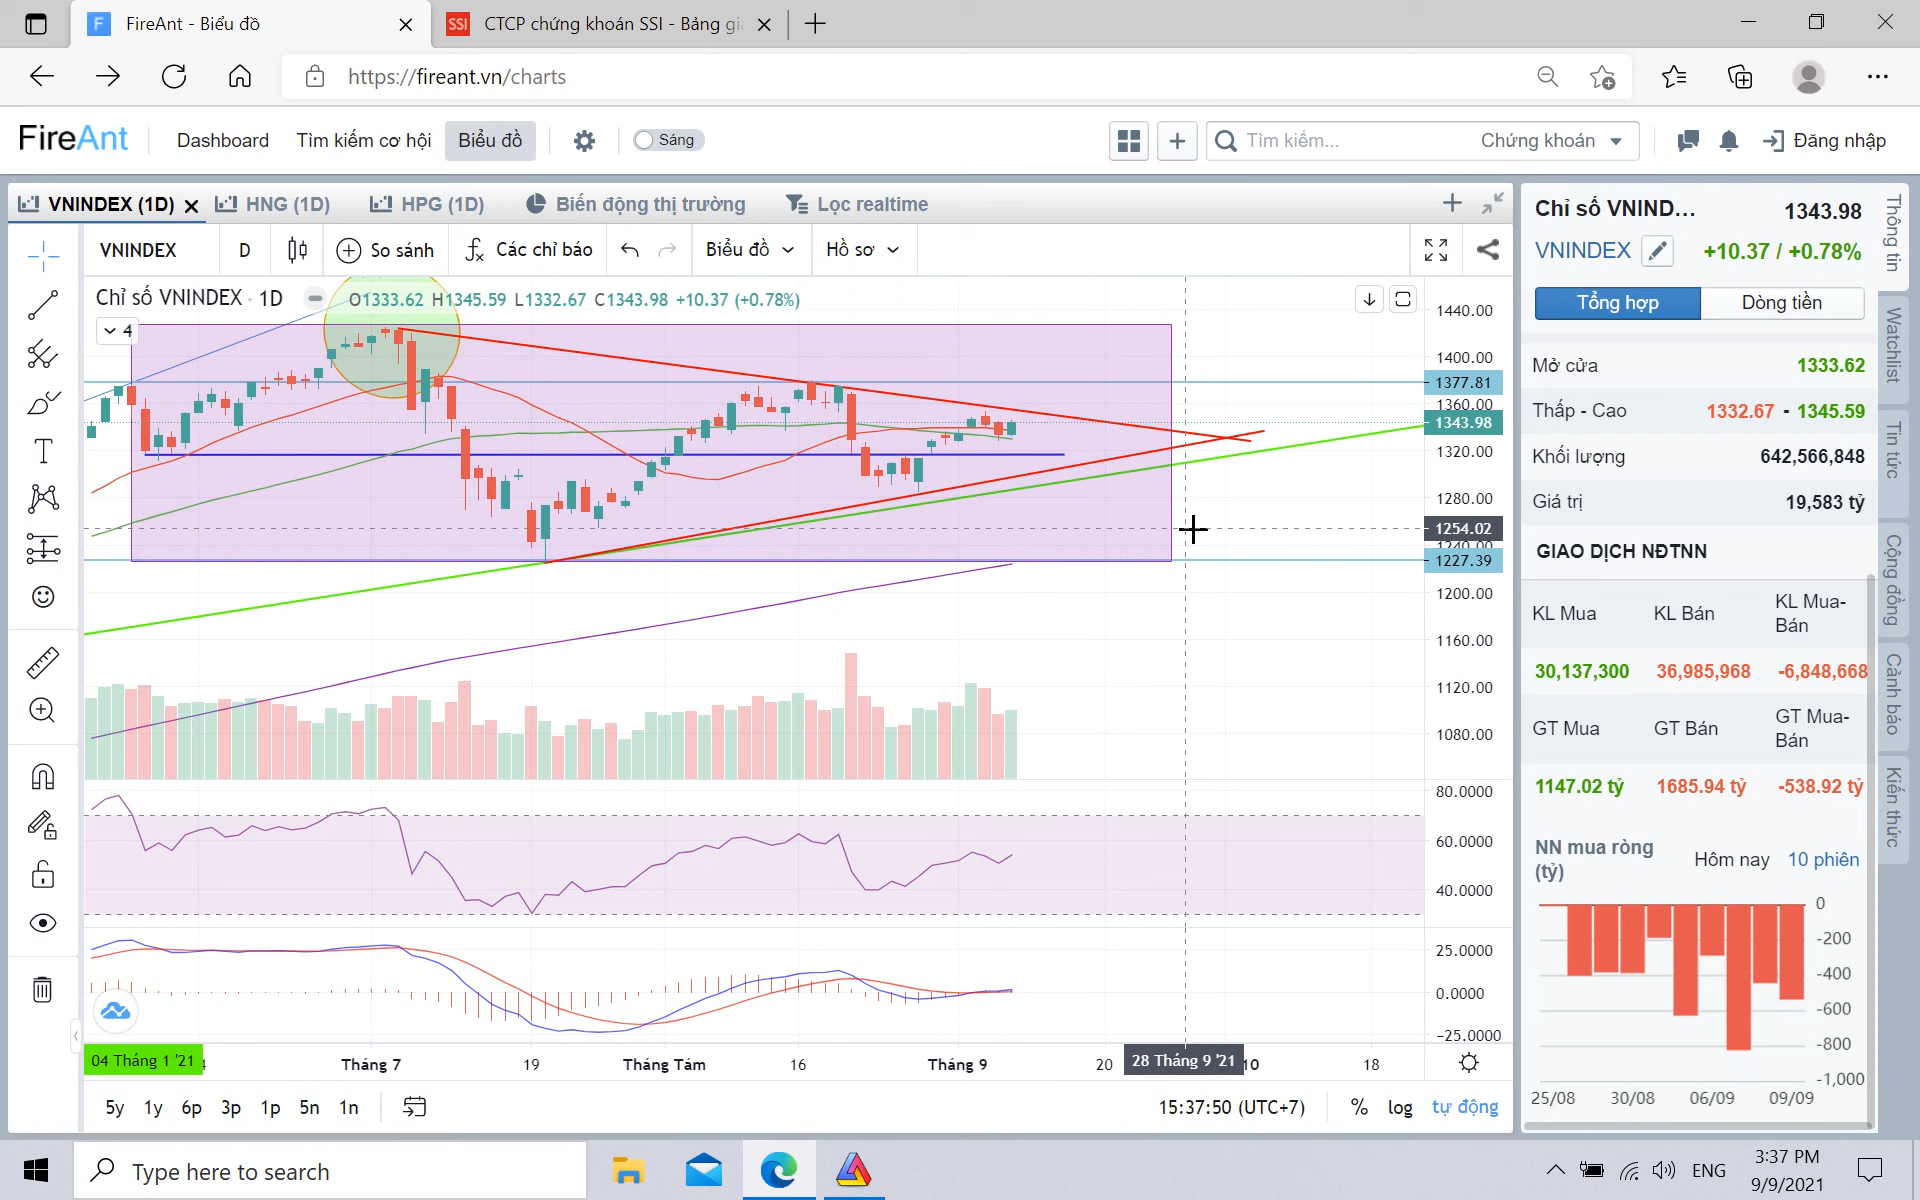 FireAnt - Biểu đồ
SSI CTCP chứng khoán SSI - Bảng gi
https://fireant.vn/charts
FireAnt Dashboard Tìm kiếm cơ hội Biểu đồ Sáng Tìm kiếm... Chứng khoán Đăng nhập
VNINDEX (1D) HNG (1D) HPG (1D) Biến động thị trường Lọc realtime
VNINDEX D So sánh Các chỉ báo Biểu đồ Hồ sơ
Chỉ số VNINDEX · 1D O1333.62 H1345.59 L1332.67 C1343.98 +10.37 (+0.78%)
4
1440.00
1400.00
1377.81
1360.00
1343.98
1320.00
1280.00
1254.02
1240.00
1227.39
1200.00
1160.00
1120.00
1080.00
80.0000
60.0000
40.0000
25.0000
0.0000
-25.0000
04 Tháng 1 '21 Tháng 7 19 Tháng Tám 16 Tháng 9 20 28 Tháng 9 '21 10 18
5y 1y 6p 3p 1p 5n 1n 15:37:50 (UTC+7) % log tự động
Chỉ số VNIND... 1343.98
VNINDEX +10.37 / +0.78%
Tổng hợp Dòng tiền
Mở cửa 1333.62
Thấp - Cao 1332.67 - 1345.59
Khối lượng 642,566,848
Giá trị 19,583 tỷ
GIAO DỊCH NĐTNN
KL Mua KL Bán KL Mua-
Bán
30,137,300 36,985,968 -6,848,668
GT Mua GT Bán GT Mua-
Bán
1147.02 tỷ 1685.94 tỷ -538.92 tỷ
NN mua ròng
(tỷ) Hôm nay 10 phiên
0
-200
-400
-600
-800
-1,000
25/08 30/08 06/09 09/09
Thông tin
Watchlist
Tin tức
Cộng đồng
Cảnh báo
Kiến thức
Type here to search
ENG
3:37 PM
9/9/2021